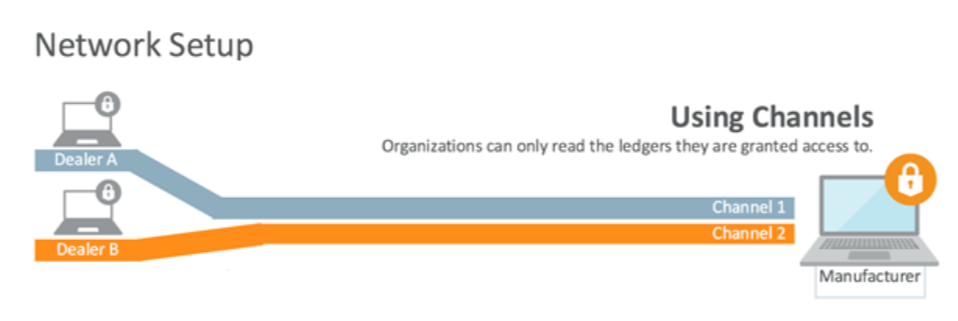 Network Setup
Using Channels
Organizations can only read the ledgers they are granted access to.
Dealer A
Dealer B
Channel 1
Channel 2
Manufacturer